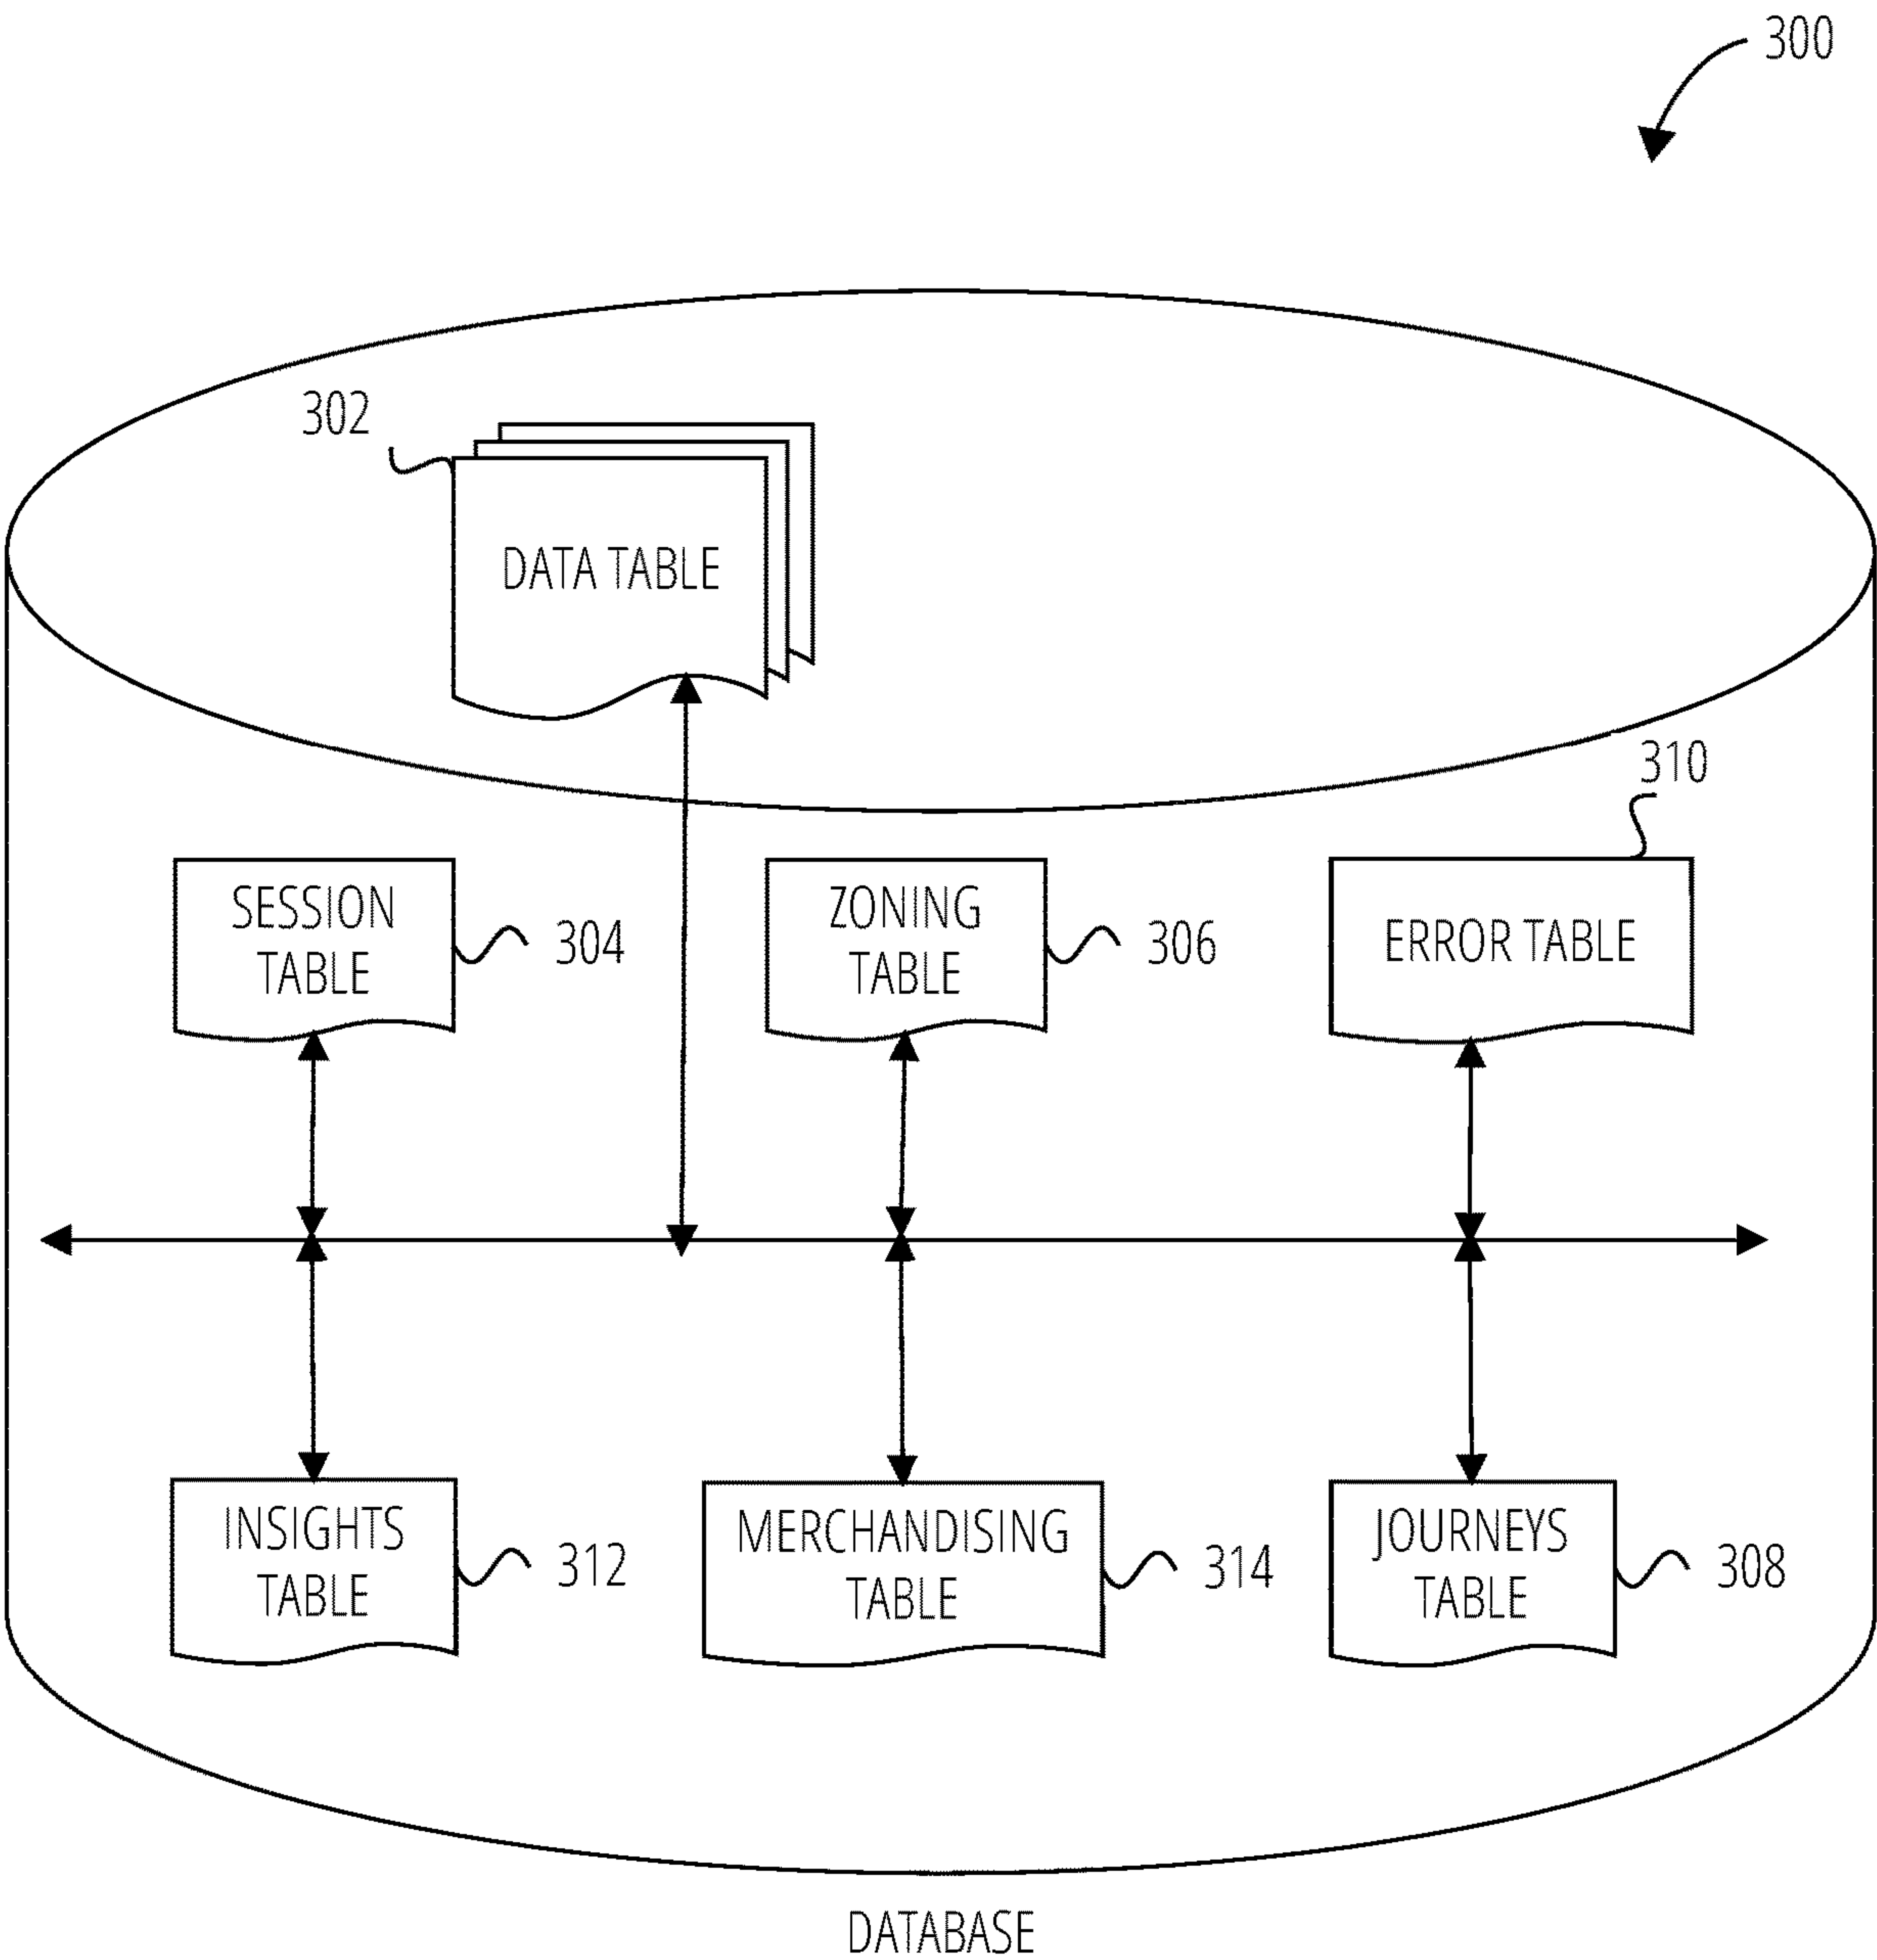 300
302
DATA TABLE
310
SESSION
TABLE
304
ZONING
TABLE
306
ERROR TABLE
INSIGHTS
TABLE
312
MERCHANDISING
TABLE
314
JOURNEYS
TABLE
308
DATABASE